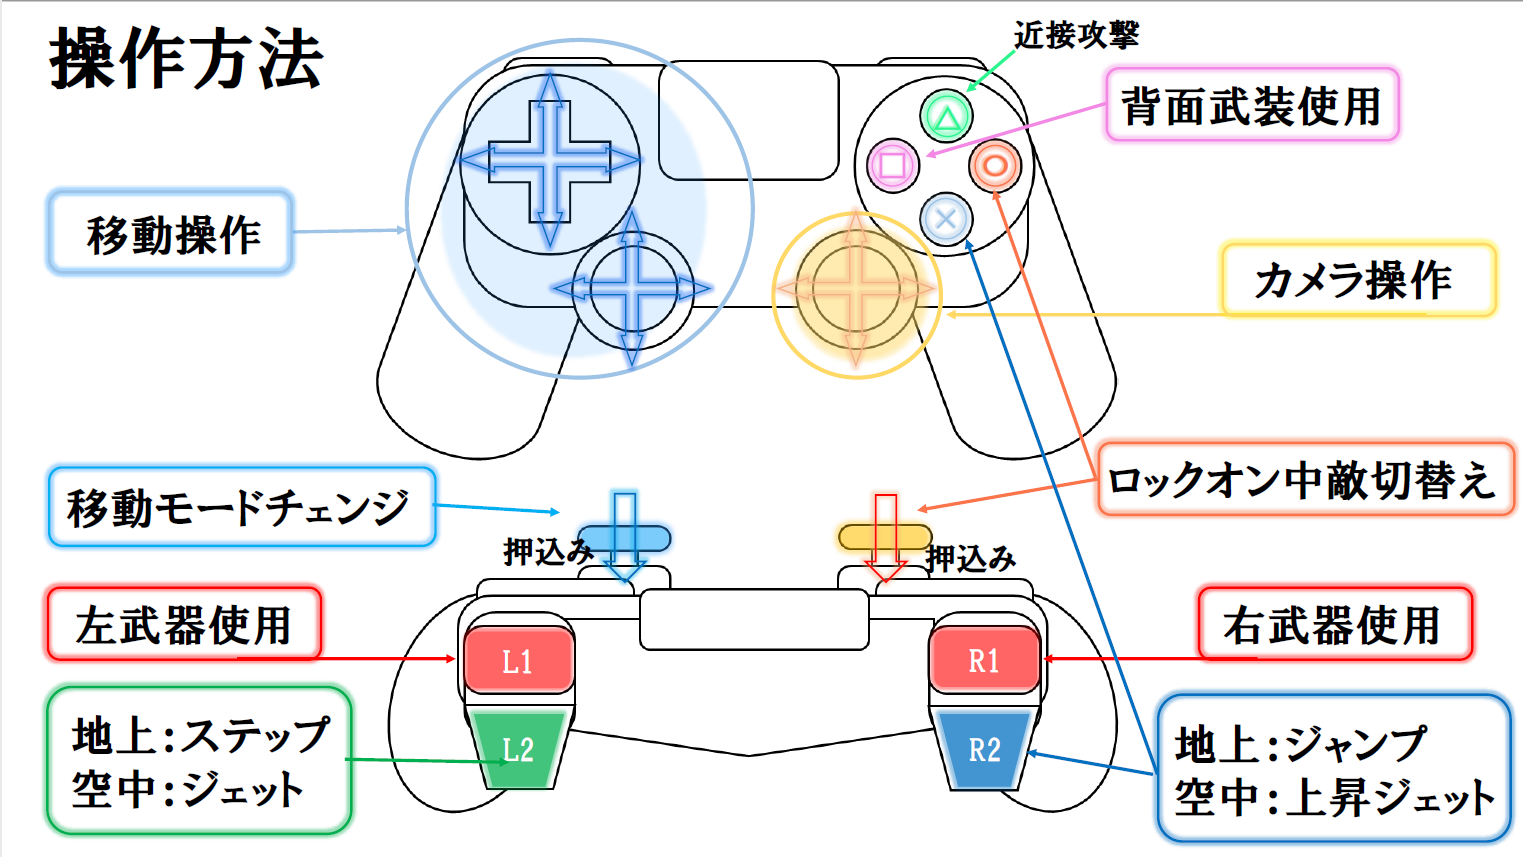 操作方法
近接攻撃
背面武装使用
移動操作
カメラ操作
ロックオン中敵切替え
移動モードチェンジ
押込み
押込み
左武器使用
右武器使用
L1
R1
地上:ステップ
空中:ジェット
L2
R2
地上:ジャンプ
空中:上昇ジェット